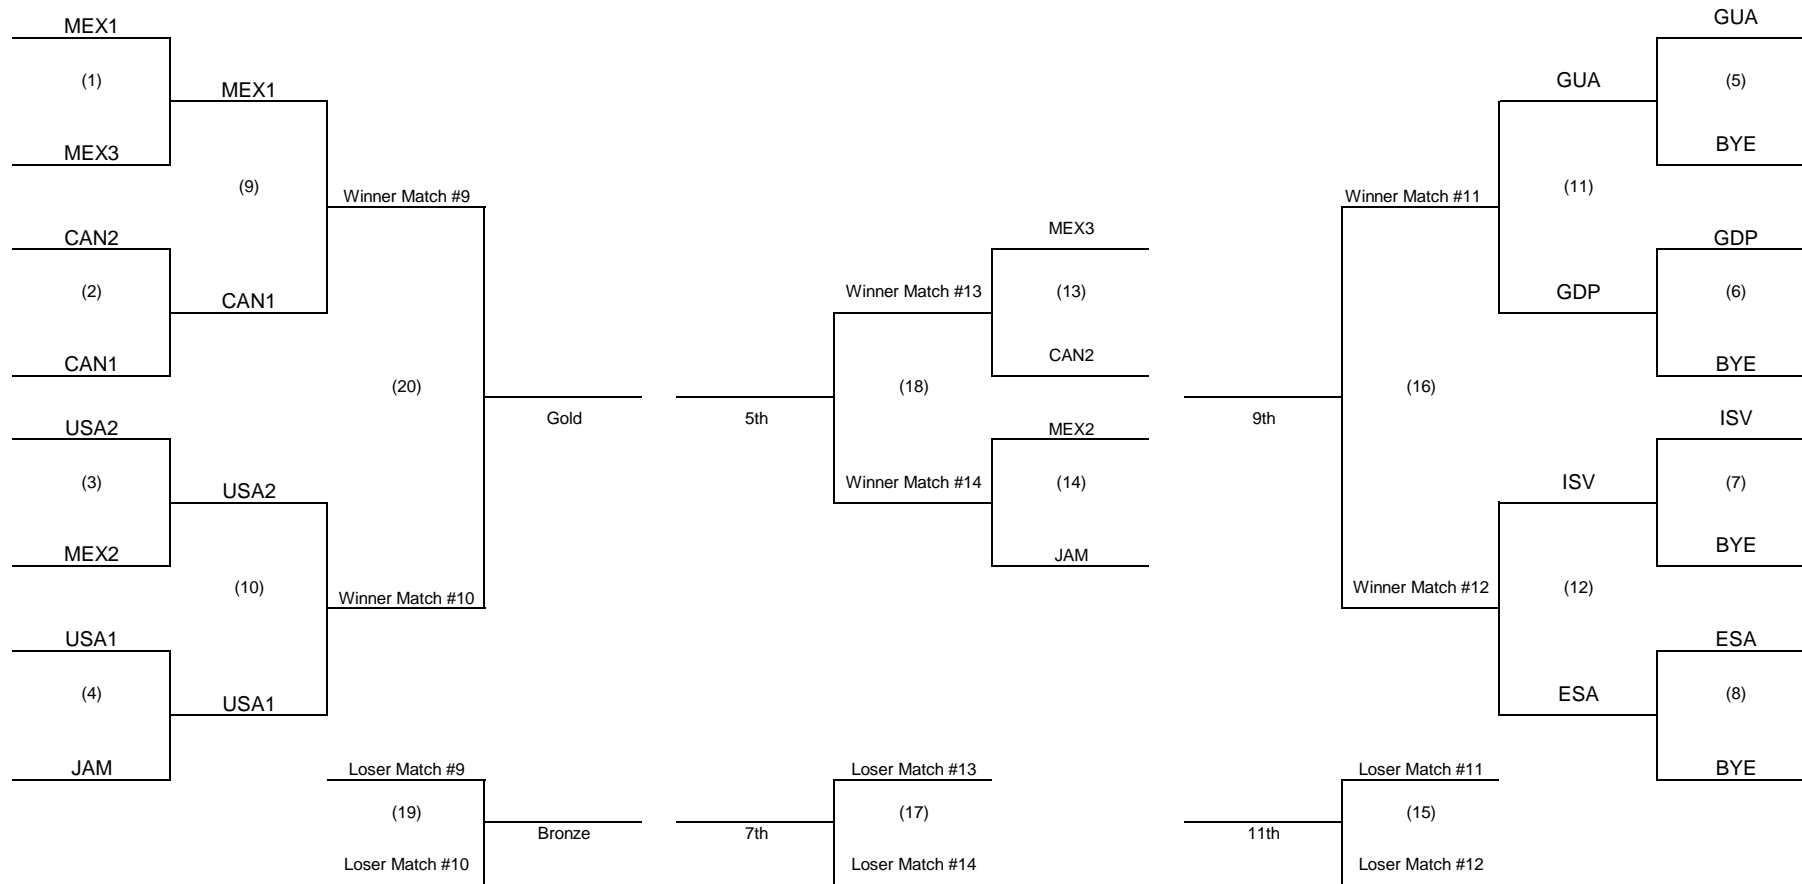 MEX1
(1)
MEX1
MEX3
(9)
Winner Match #9
CAN2
(2)
CAN1
CAN1
(20)
Gold
USA2
(3)
USA2
MEX2
(10)
Winner Match #10
USA1
(4)
USA1
JAM
Loser Match #9
(19)
Bronze
Loser Match #10
MEX3
Winner Match #13
(13)
CAN2
(18)
5th
MEX2
Winner Match #14
(14)
JAM
Loser Match #13
(17)
7th
Loser Match #14
GUA
GUA
(5)
BYE
(11)
Winner Match #11
GDP
GDP
(6)
BYE
(16)
9th
ISV
ISV
(7)
BYE
(12)
Winner Match #12
ESA
ESA
(8)
BYE
Loser Match #11
(15)
11th
Loser Match #12